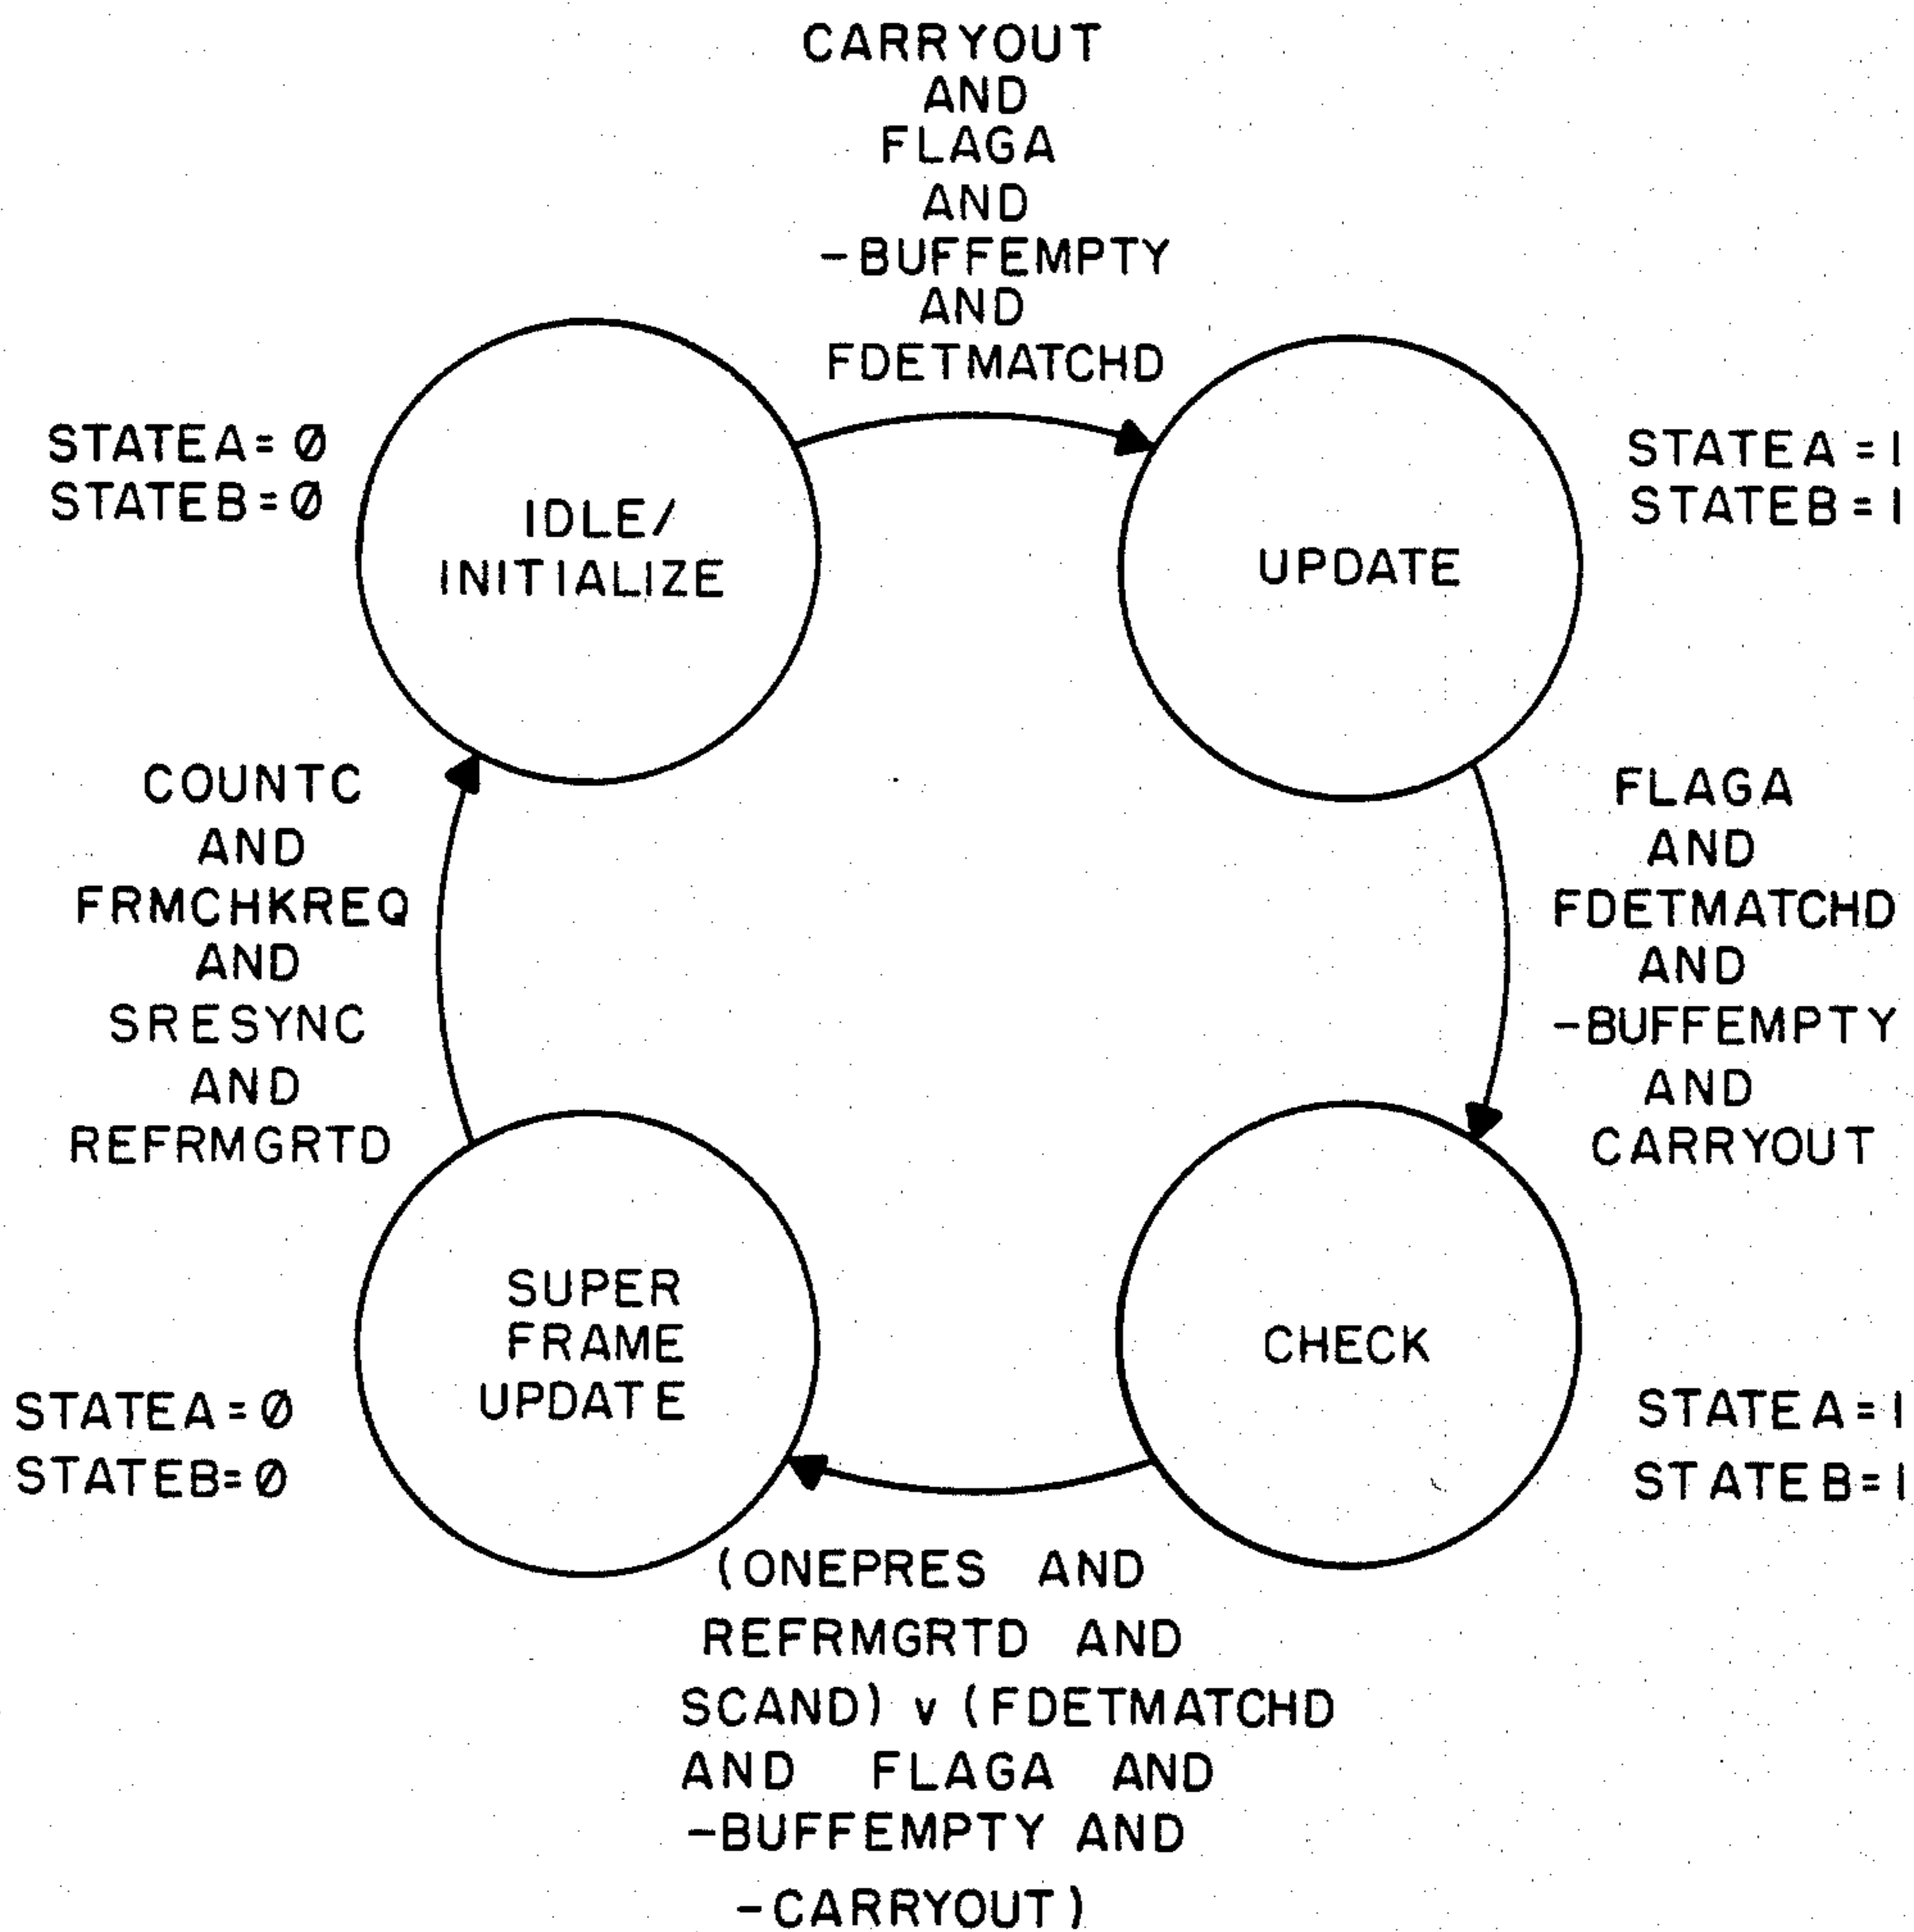 CARRYOUT
AND
FLAGA
AND
-BUFFEMPTY
AND
FDETMATCHD
STATEA=Ø
STATEB=Ø
IDLE/
INITIALIZE
UPDATE
STATEA=1
STATEB=1
COUNTC
AND
FRMCHKREQ
AND
SRESYNC
AND
REFRMGRTD
FLAGA
AND
FDETMATCHD
AND
-BUFFEMPTY
AND
CARRYOUT
SUPER
FRAME
UPDATE
STATEA=Ø
STATEB=Ø
CHECK
STATEA=1
STATEB=1
(ONEPRES AND
REFRMGRTD AND
SCAND) v (FDETMATCHD
AND FLAGA AND
-BUFFEMPTY AND
-CARRYOUT)